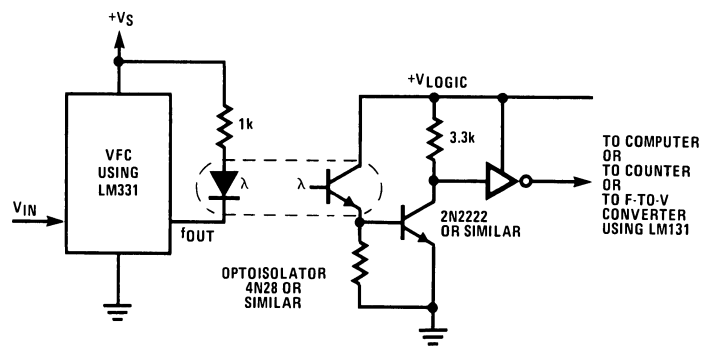 +VS
VFC
USING
LM331
1k
λ
VIN
fOUT
λ
OPTOISOLATOR
4N28 OR
SIMILAR
+VLOGIC
3.3k
2N2222
OR SIMILAR
TO COMPUTER
OR
TO COUNTER
OR
TO F-TO-V
CONVERTER
USING LM131